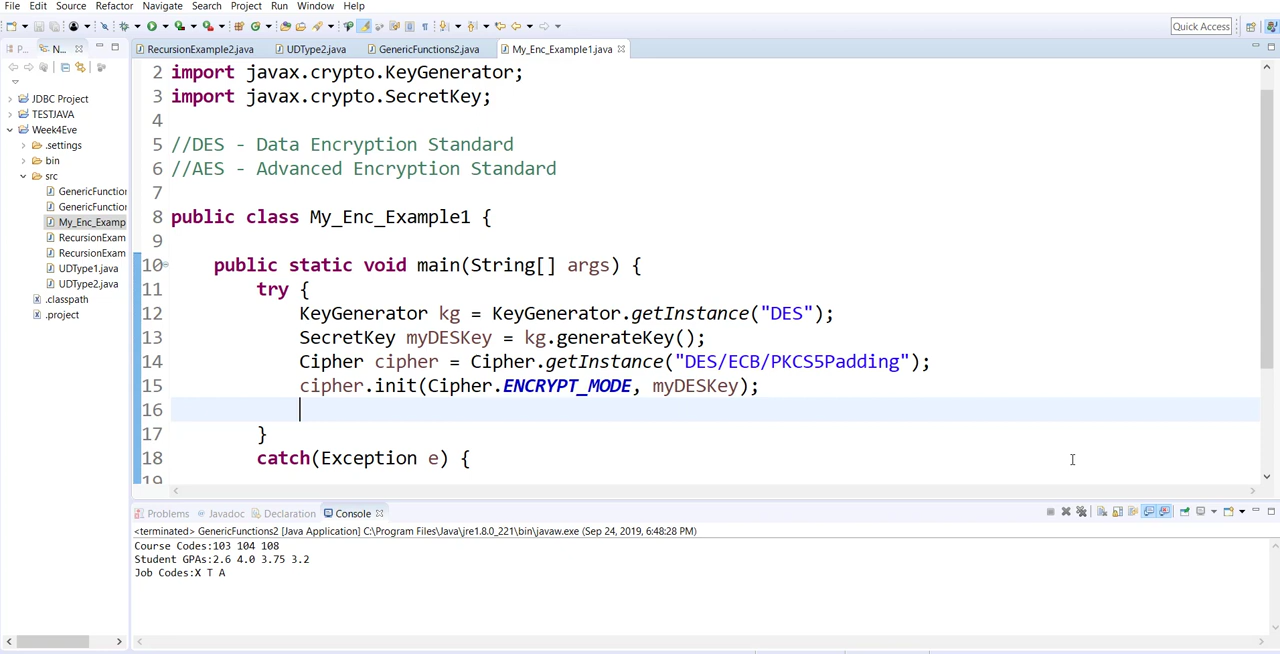 File Edit Source Refactor Navigate Search Project Run Window Help
Quick Access
P... N...
RecursionExample2.java UDType2.java GenericFunctions2.java My_Enc_Example1.java
JDBC Project
TESTJAVA
Week4Eve
.settings
bin
src
GenericFunction
GenericFunction
My_Enc_Examp
RecursionExam
RecursionExam
UDType1.java
UDType2.java
.classpath
.project
2 import javax.crypto.KeyGenerator;
3 import javax.crypto.SecretKey;
4
5 //DES - Data Encryption Standard
6 //AES - Advanced Encryption Standard
7
8 public class My_Enc_Example1 {
9
10 public static void main(String[] args) {
11 try {
12 KeyGenerator kg = KeyGenerator.getInstance("DES");
13 SecretKey myDESKey = kg.generateKey();
14 Cipher cipher = Cipher.getInstance("DES/ECB/PKCS5Padding");
15 cipher.init(Cipher.ENCRYPT_MODE, myDESKey);
16
17 }
18 catch(Exception e) {
19
Problems Javadoc Declaration Console
<terminated> GenericFunctions2 [Java Application] C:\Program Files\Java\jre1.8.0_221\bin\javaw.exe (Sep 24, 2019, 6:48:28 PM)
Course Codes:103 104 108
Student GPAs:2.6 4.0 3.75 3.2
Job Codes:X T A